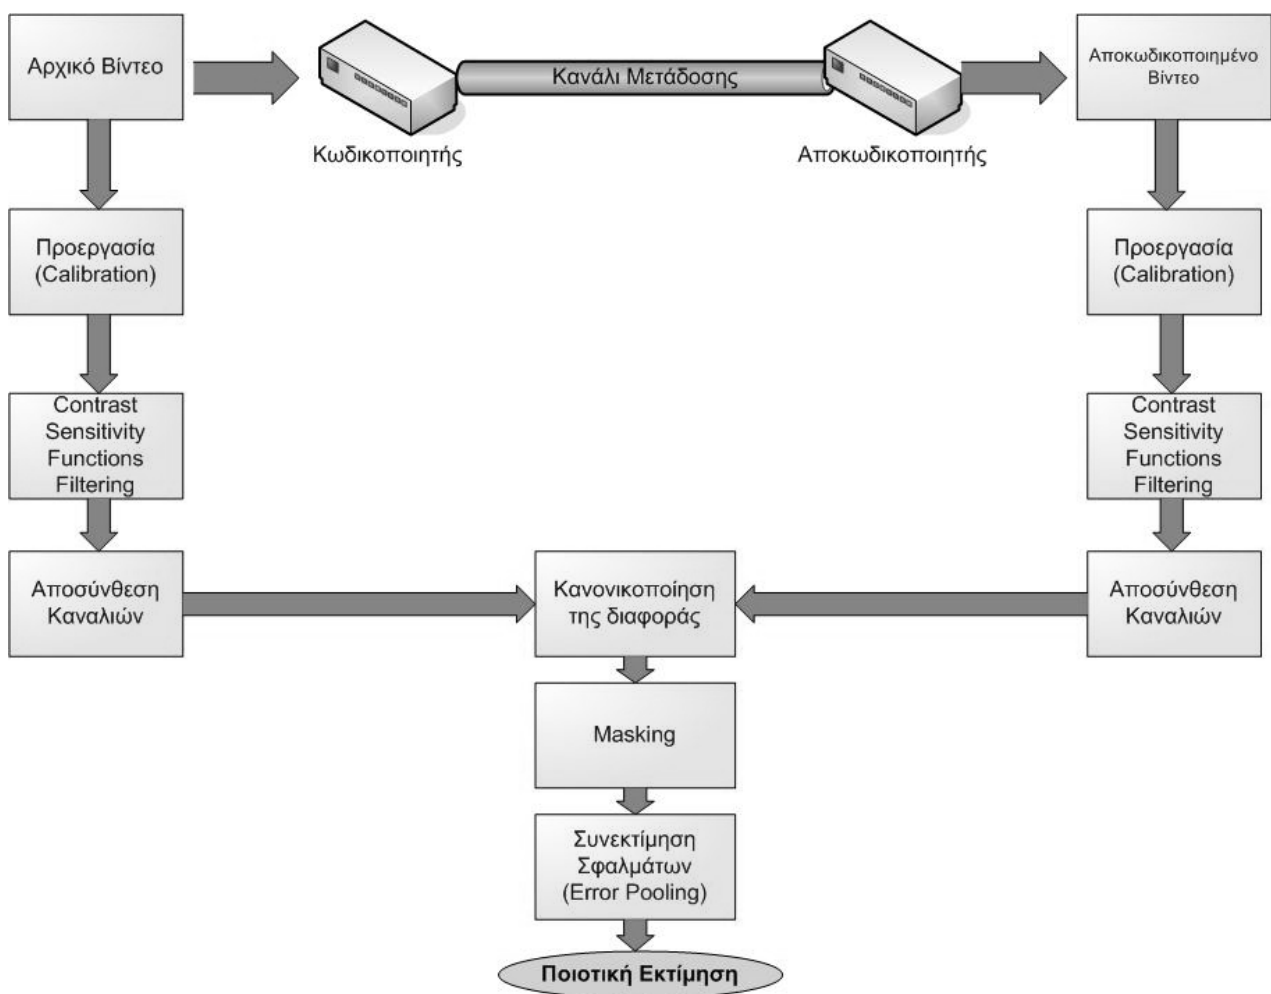 Αρχικό Βίντεο
Κανάλι Μετάδοσης
Αποκωδικοποιημένο
Βίντεο
Κωδικοποιητής
Αποκωδικοποιητής
Προεργασία
(Calibration)
Προεργασία
(Calibration)
Contrast
Sensitivity
Functions
Filtering
Contrast
Sensitivity
Functions
Filtering
Αποσύνθεση
Καναλιών
Κανονικοποίηση
της διαφοράς
Αποσύνθεση
Καναλιών
Masking
Συνεκτίμηση
Σφαλμάτων
(Error Pooling)
Ποιοτική Εκτίμηση